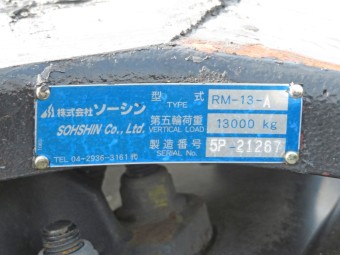 株式会社ソーシン
SOHSHIN Co., Ltd.
TEL 04-2936-3161 ㈹
型 式 TYPE RM-13-A
第五輪荷重 VERTICAL LOAD 13000 kg
製造番号 SERIAL No. 5P-21267